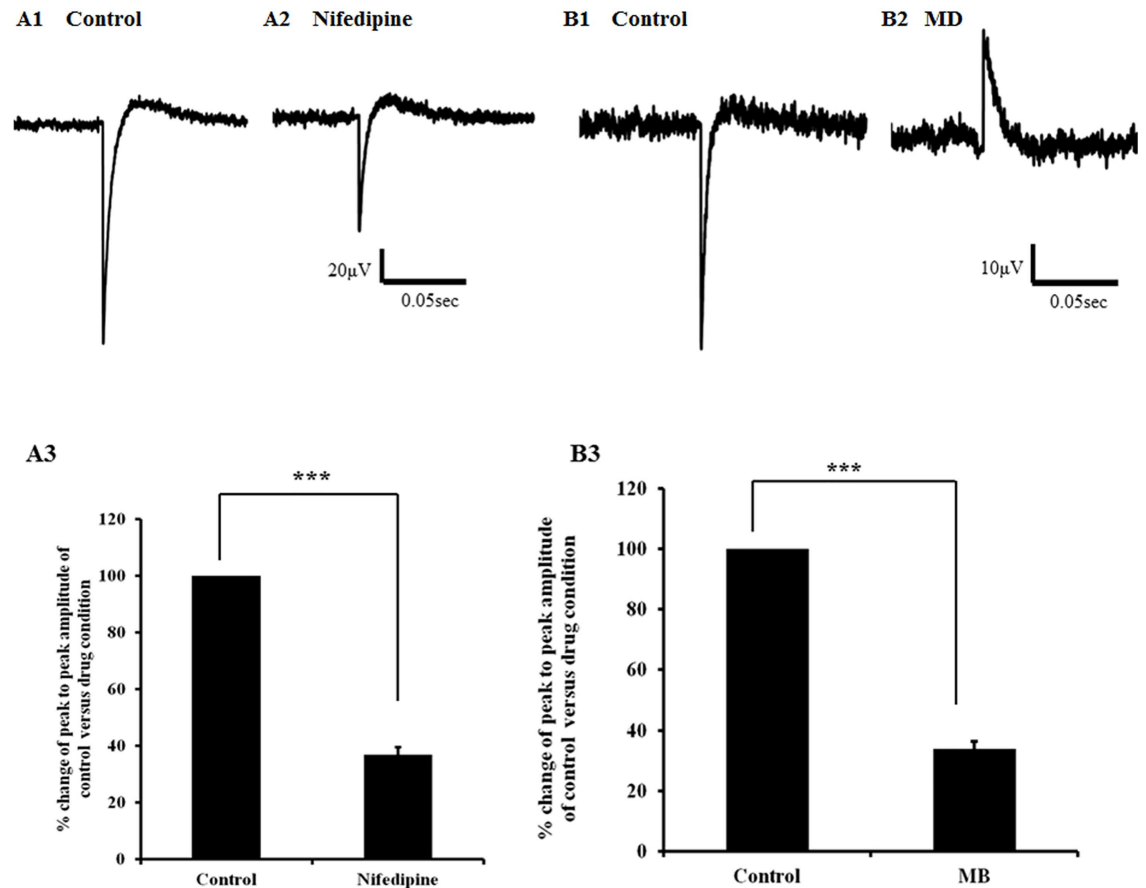 A1 Control
A2 Nifedipine
B1 Control
B2 MD
20µV
0.05sec
10µV
0.05sec
A3
***
% change of peak to peak amplitude of
control versus drug condition
120
100
80
60
40
20
0
Control
Nifedipine
B3
***
% change of peak to peak amplitude
of control versus drug condition
120
100
80
60
40
20
0
Control
MB